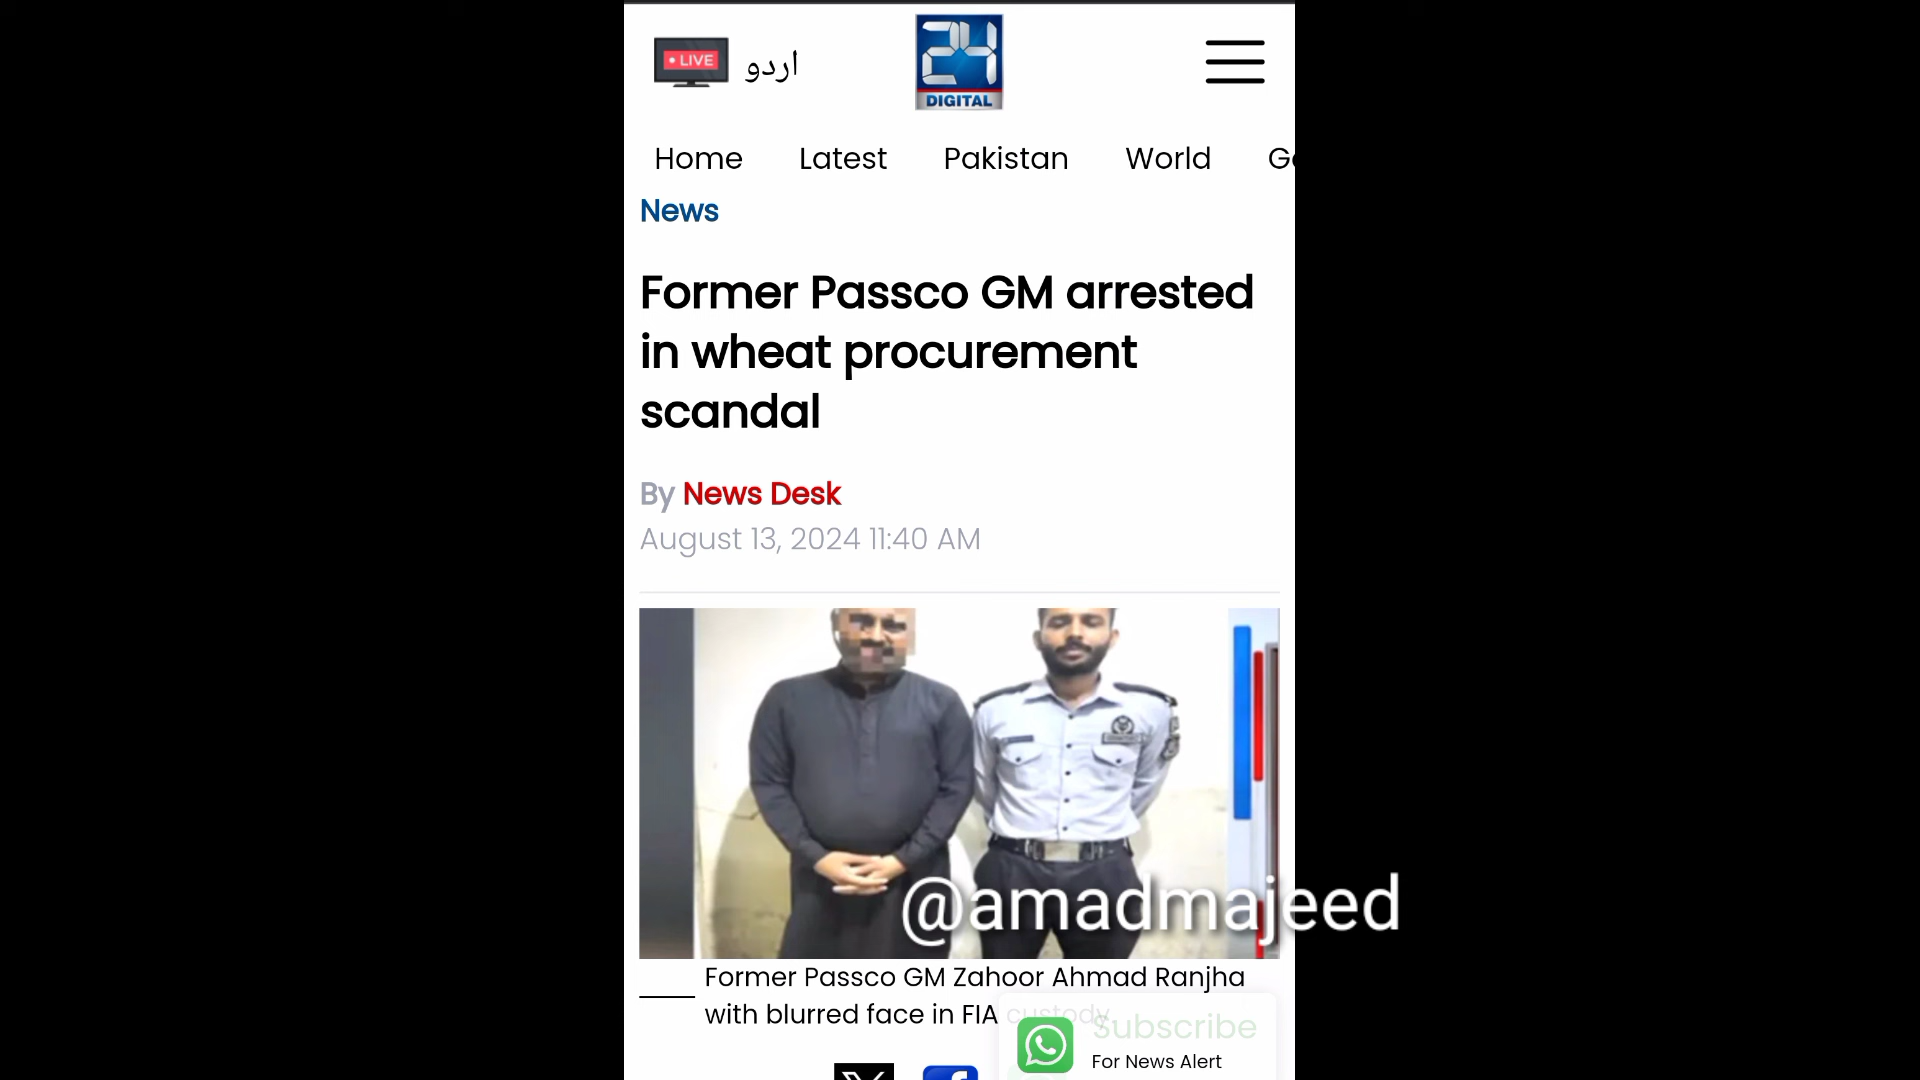 LIVE
اردو
24
DIGITAL
Home Latest Pakistan World
News
Former Passco GM arrested
in wheat procurement
scandal
By News Desk
August 13, 2024 11:40 AM
@amadmajeed
Former Passco GM Zahoor Ahmad Ranjha
with blurred face in FIA custody.
Subscribe
For News Alert